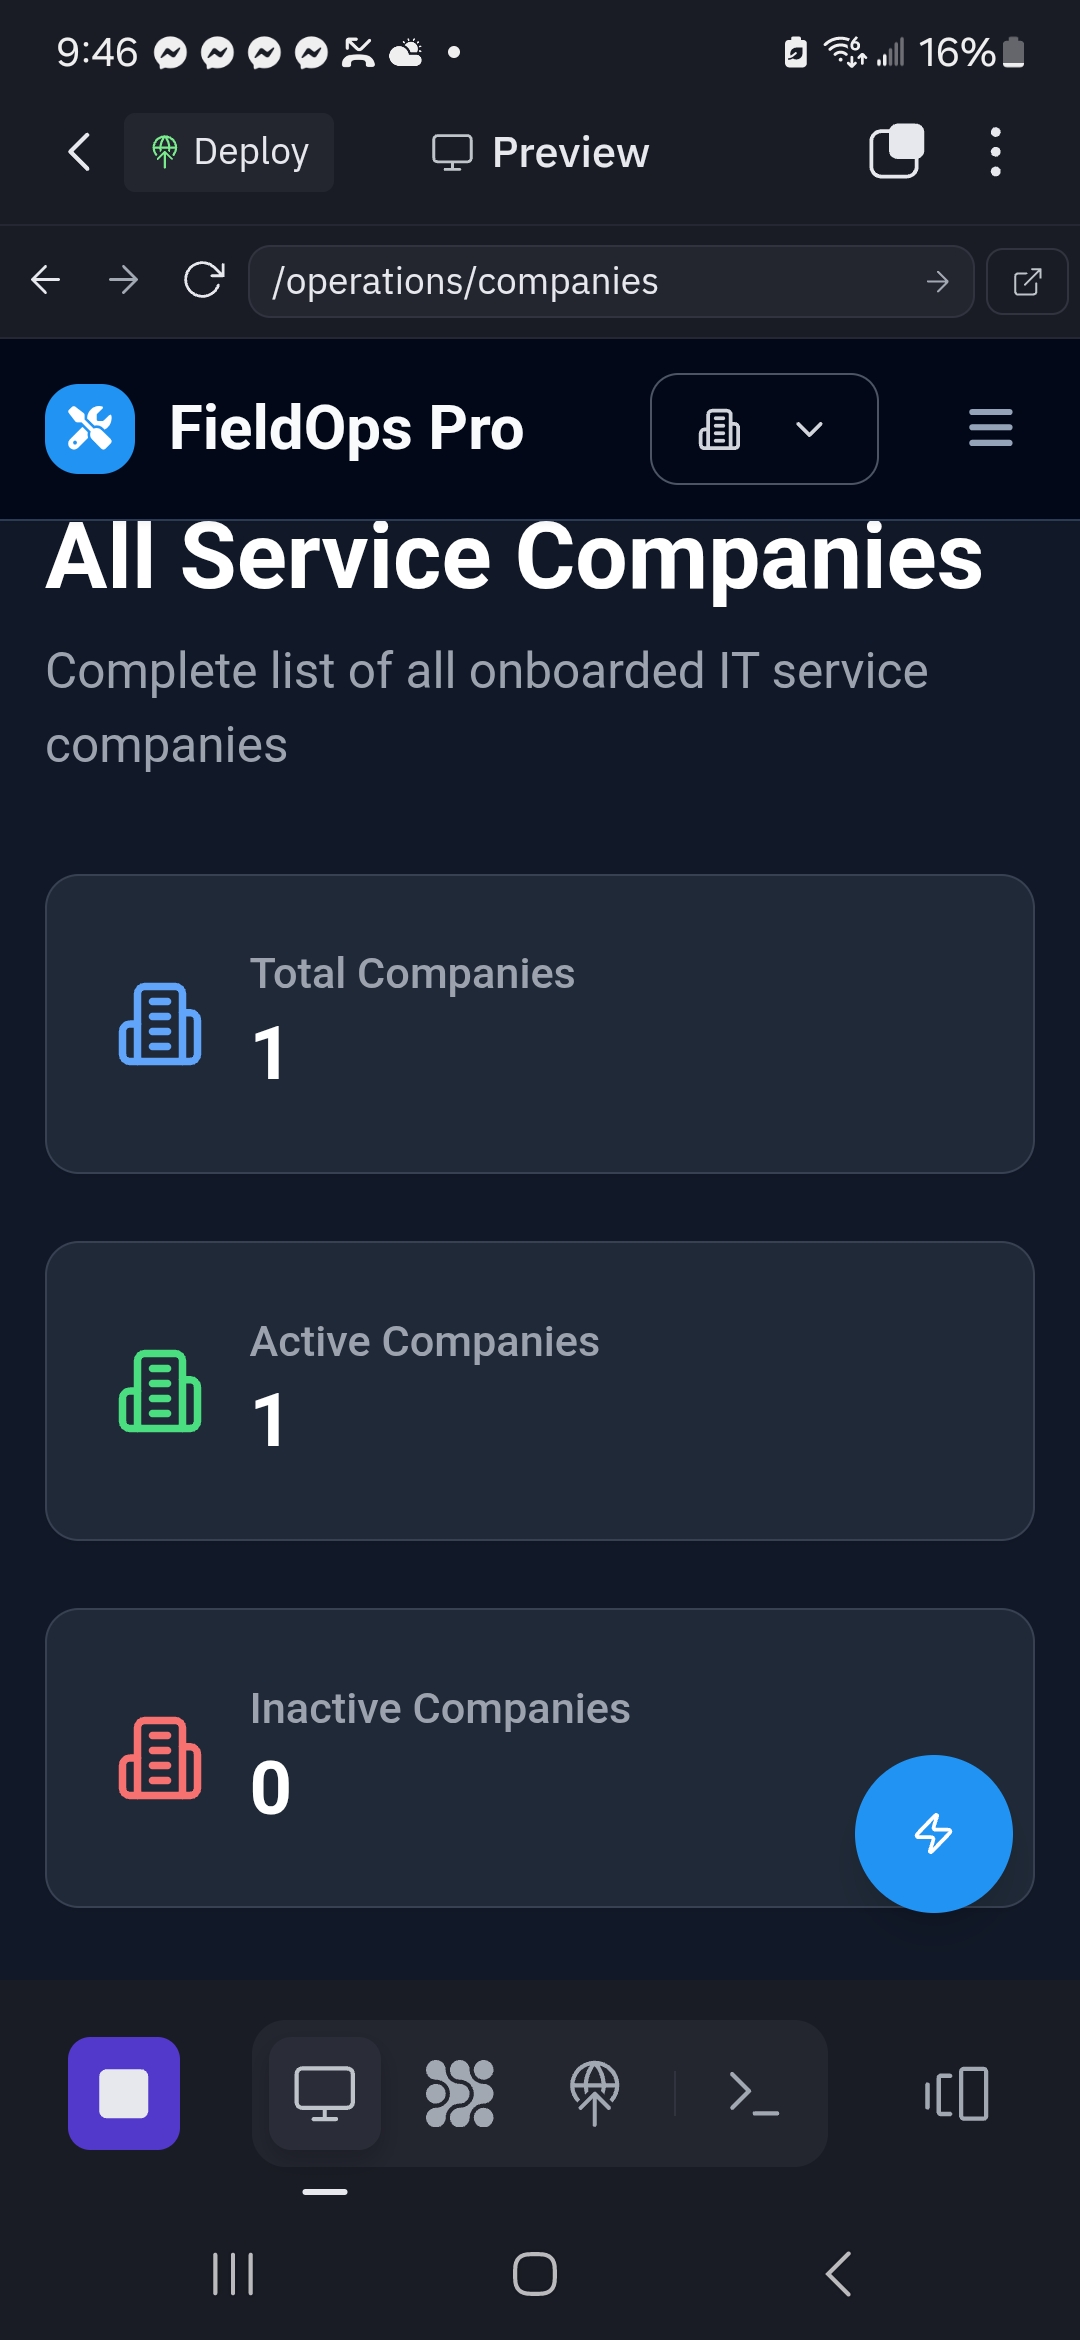 9:46
16%
Deploy
Preview
/operations/companies
FieldOps Pro
All Service Companies
Complete list of all onboarded IT service
companies
Total Companies
1
Active Companies
1
Inactive Companies
0